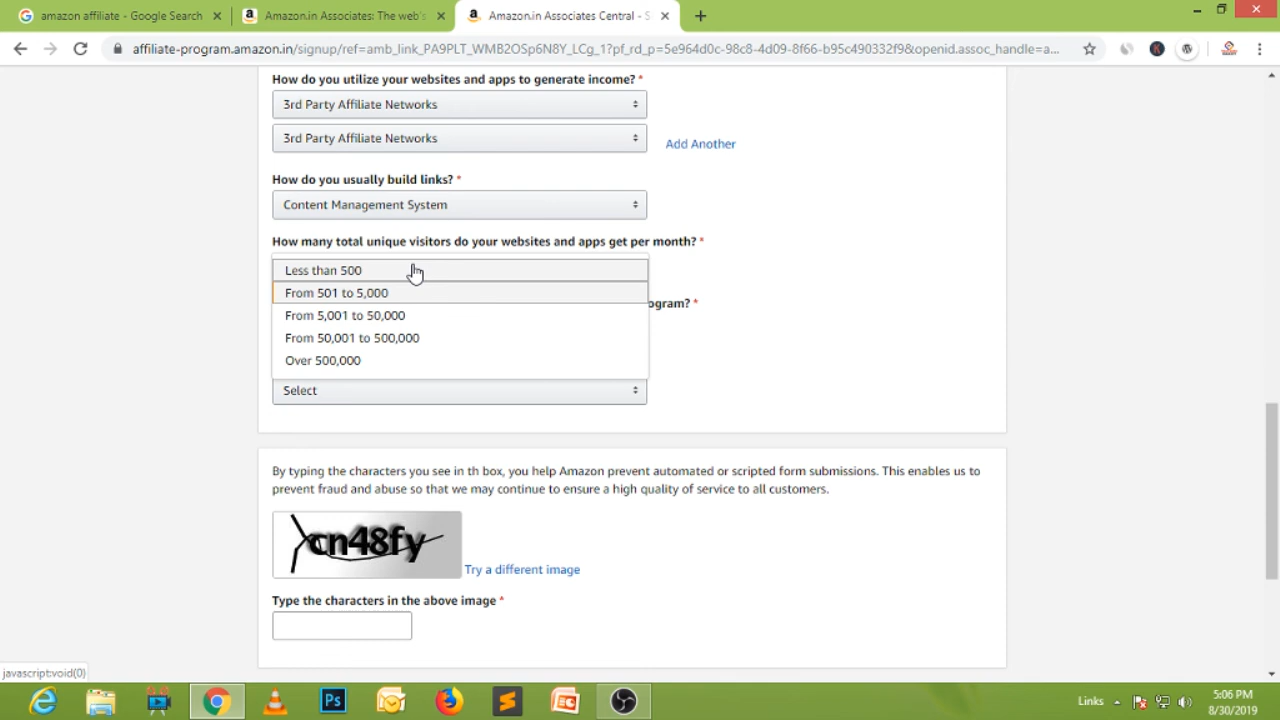 amazon affiliate - Google Search
Amazon.in Associates: The web's
Amazon.in Associates Central - S
affiliate-program.amazon.in/signup/ref=amb_link_PA9PLT_WMB2OSp6N8Y_LCg_1?pf_rd_p=5e964d0c-98c8-4d09-8f66-b95c490332f9&openid.assoc_handle=a...
How do you utilize your websites and apps to generate income? *
3rd Party Affiliate Networks
3rd Party Affiliate Networks
Add Another
How do you usually build links? *
Content Management System
How many total unique visitors do your websites and apps get per month? *
Less than 500
From 501 to 5,000
ogram? *
From 5,001 to 50,000
From 50,001 to 500,000
Over 500,000
Select
By typing the characters you see in th box, you help Amazon prevent automated or scripted form submissions. This enables us to
prevent fraud and abuse so that we may continue to ensure a high quality of service to all customers.
cn48fy
Try a different image
Type the characters in the above image *
javascript:void(0)
Links
5:06 PM
8/30/2019